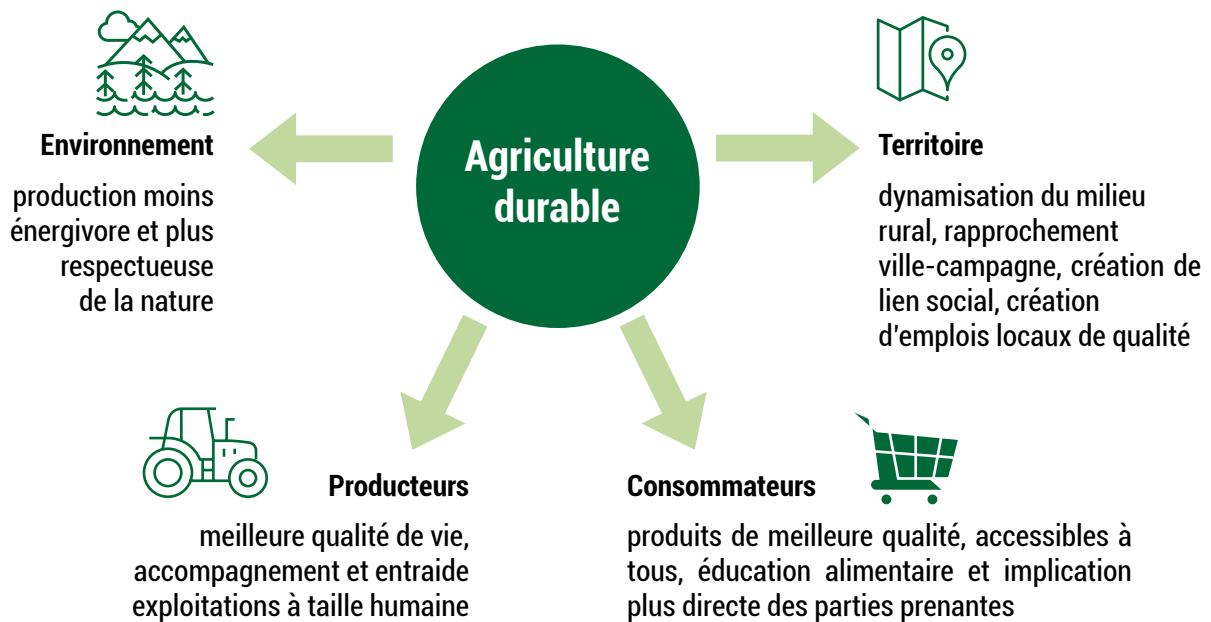 Agriculture
durable
Environnement
production moins
énergivore et plus
respectueuse
de la nature
Territoire
dynamisation du milieu
rural, rapprochement
ville-campagne, création de
lien social, création
d'emplois locaux de qualité
Producteurs
meilleure qualité de vie,
accompagnement et entraide
exploitations à taille humaine
Consommateurs
produits de meilleure qualité, accessibles à
tous, éducation alimentaire et implication
plus directe des parties prenantes